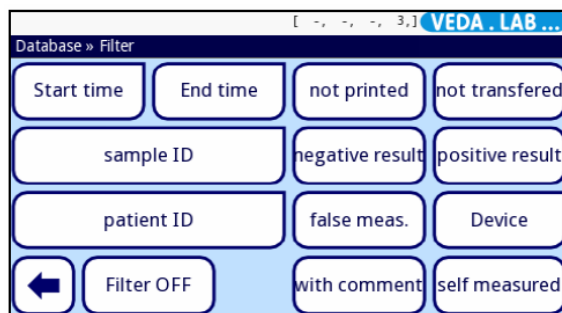 [ -, -, -, 3,] VEDA . LAB ...
Database » Filter
Start time End time not printed not transfered
sample ID negative result positive result
patient ID false meas. Device
Filter OFF with comment self measured